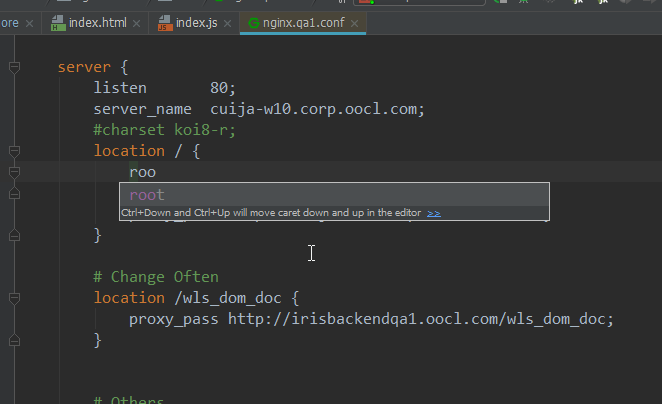 ore index.html index.js nginx.qa1.conf
server {
listen 80;
server_name cuija-w10.corp.oocl.com;
#charset koi8-r;
location / {
roo
root
Ctrl+Down and Ctrl+Up will move caret down and up in the editor >>
}
# Change Often
location /wls_dom_doc {
proxy_pass http://irisbackendqa1.oocl.com/wls_dom_doc;
}
# Others